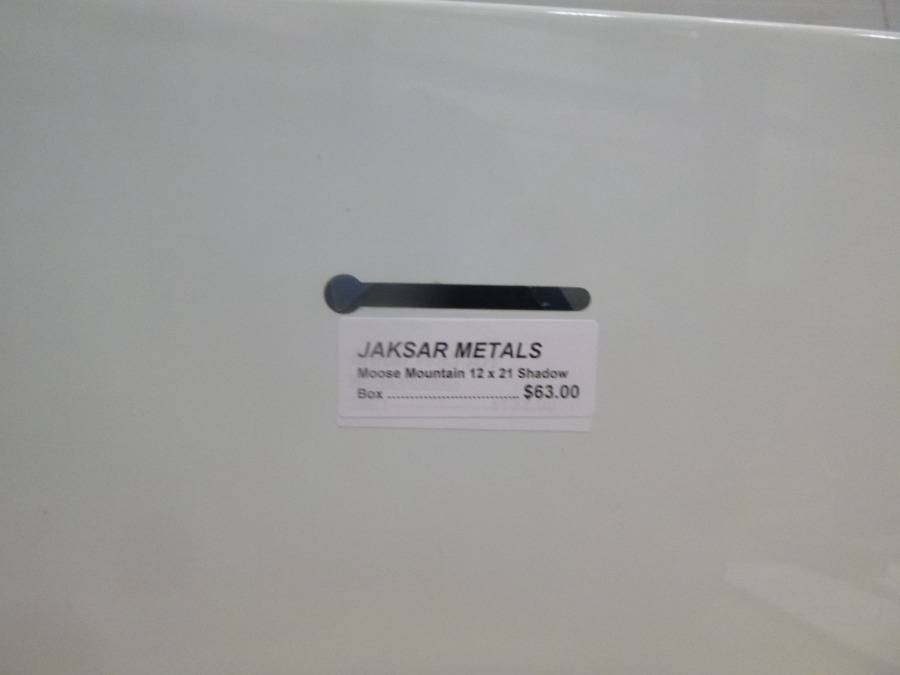 JAKSAR METALS
Moose Mountain 12 x 21 Shadow
Box ................................ $63.00